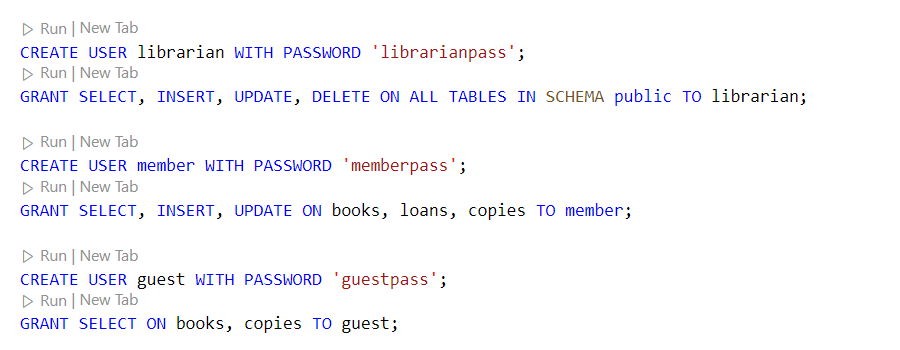 Run | New Tab
CREATE USER librarian WITH PASSWORD 'librarianpass';
Run | New Tab
GRANT SELECT, INSERT, UPDATE, DELETE ON ALL TABLES IN SCHEMA public TO librarian;
Run | New Tab
CREATE USER member WITH PASSWORD 'memberpass';
Run | New Tab
GRANT SELECT, INSERT, UPDATE ON books, loans, copies TO member;
Run | New Tab
CREATE USER guest WITH PASSWORD 'guestpass';
Run | New Tab
GRANT SELECT ON books, copies TO guest;